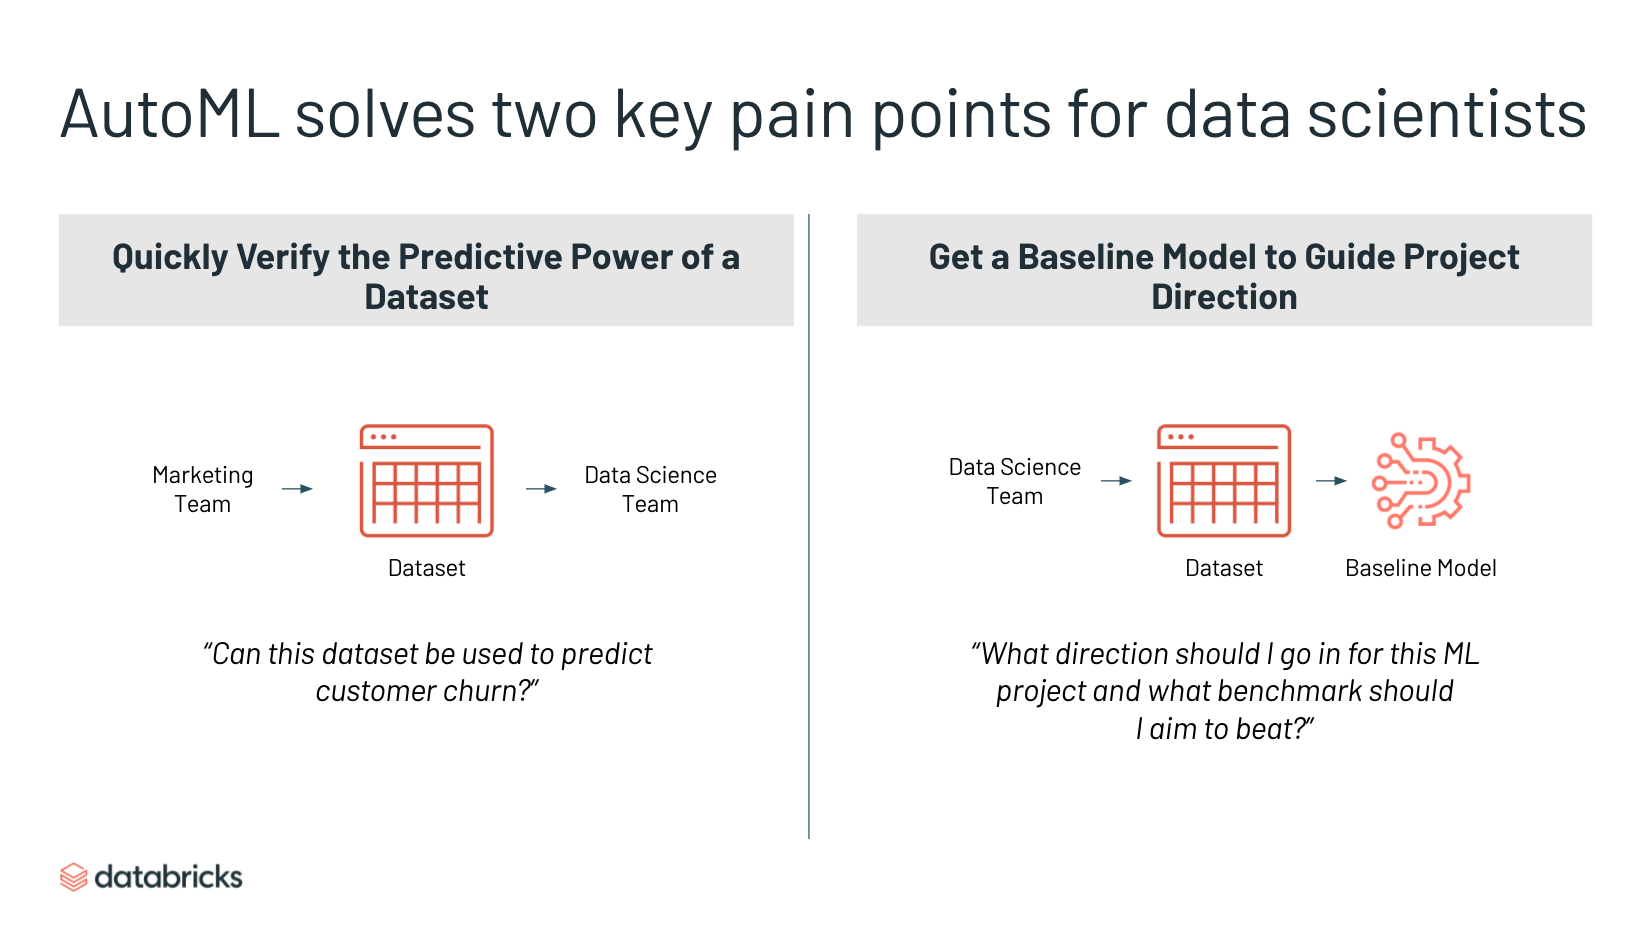 AutoML solves two key pain points for data scientists
Quickly Verify the Predictive Power of a
Dataset
Marketing
Team
Dataset
Data Science
Team
“Can this dataset be used to predict
customer churn?”
Get a Baseline Model to Guide Project
Direction
Data Science
Team
Dataset
Baseline Model
“What direction should I go in for this ML
project and what benchmark should
I aim to beat?”
databricks